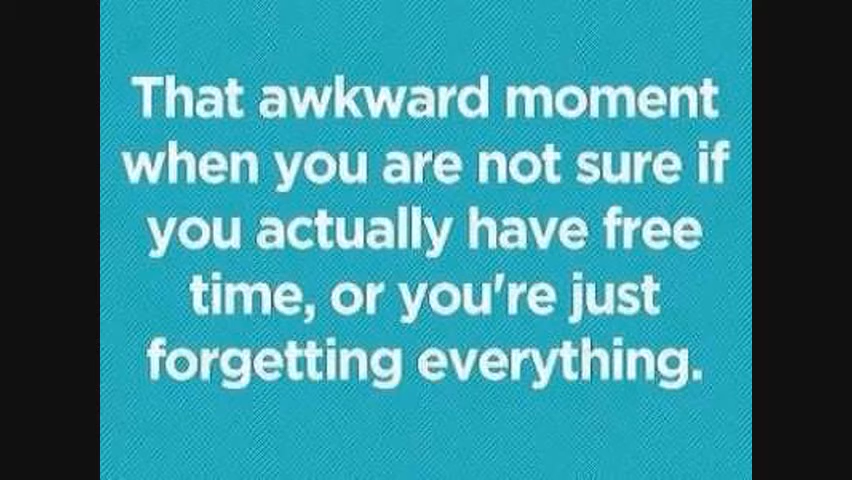 That awkward moment
when you are not sure if
you actually have free
time, or you're just
forgetting everything.